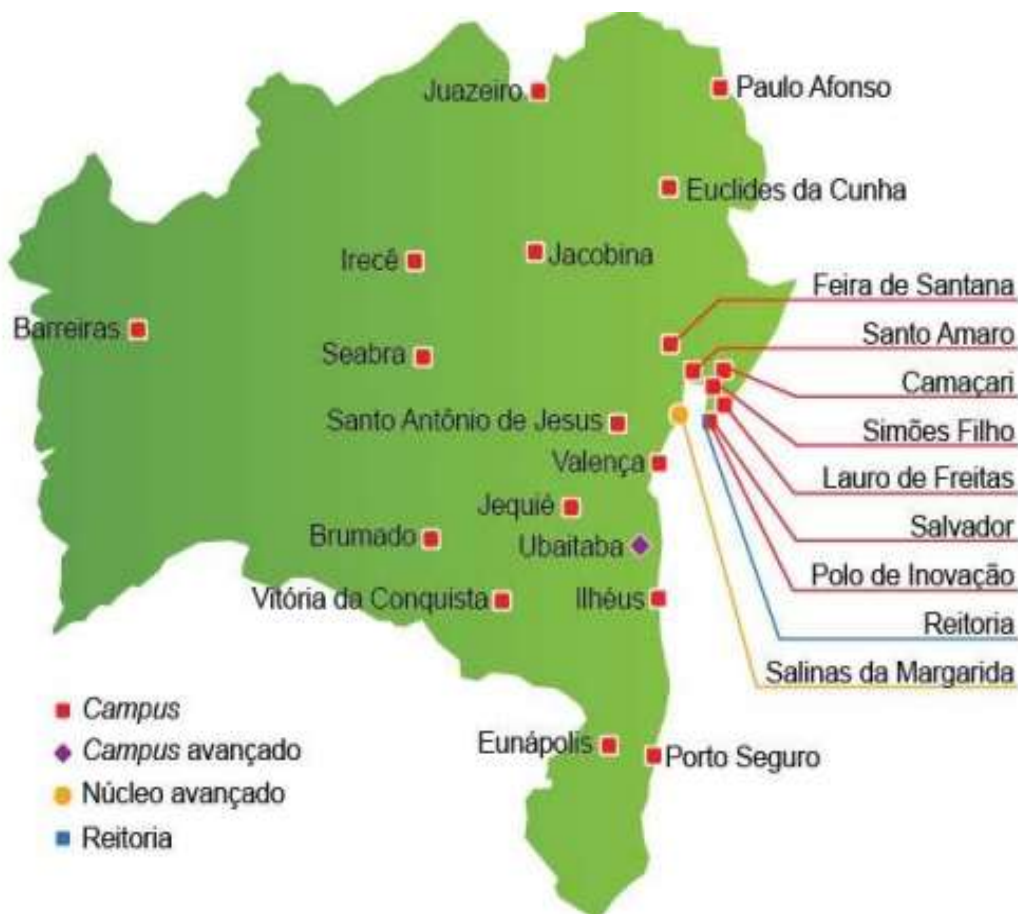 Juazeiro
Paulo Afonso
Euclides da Cunha
Irecê
Jacobina
Feira de Santana
Barreiras
Santo Amaro
Seabra
Camaçari
Santo Antônio de Jesus
Simões Filho
Valença
Lauro de Freitas
Jequié
Salvador
Brumado
Ubaitaba
Polo de Inovação
Vitória da Conquista
Ilhéus
Reitoria
Salinas da Margarida
Campus
Campus avançado
Núcleo avançado
Reitoria
Eunápolis
Porto Seguro